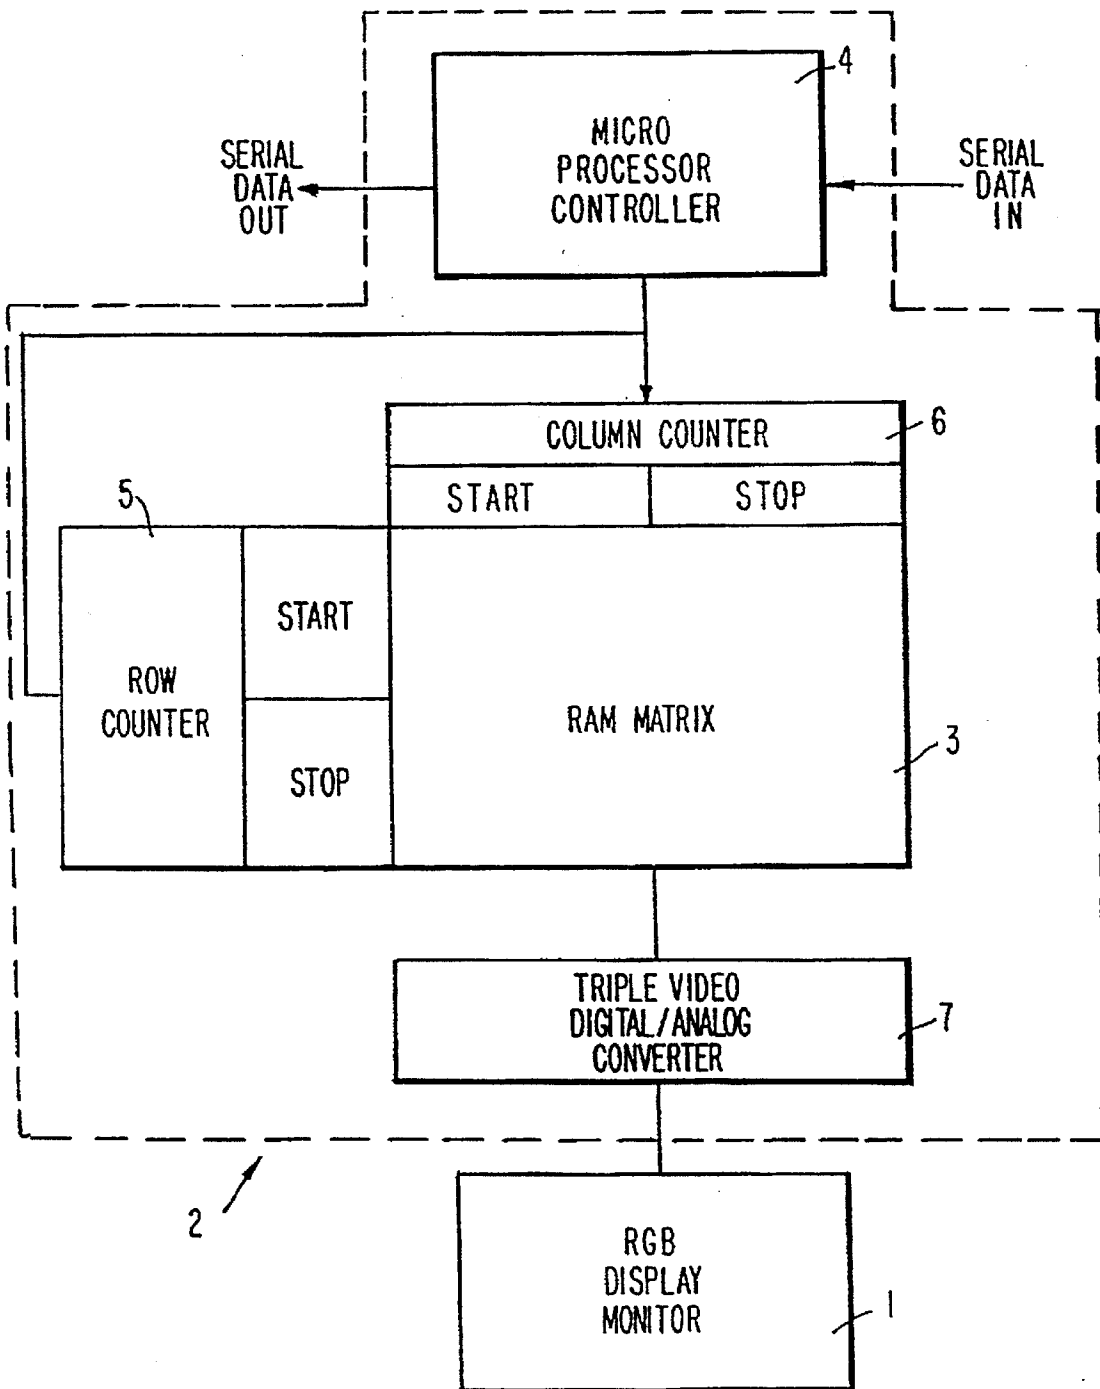 4
MICRO
PROCESSOR
CONTROLLER
SERIAL
DATA
OUT
SERIAL
DATA
IN
COLUMN COUNTER
6
START
STOP
5
ROW
COUNTER
START
STOP
RAM MATRIX
3
TRIPLE VIDEO
DIGITAL/ANALOG
CONVERTER
7
2
RGB
DISPLAY
MONITOR
1